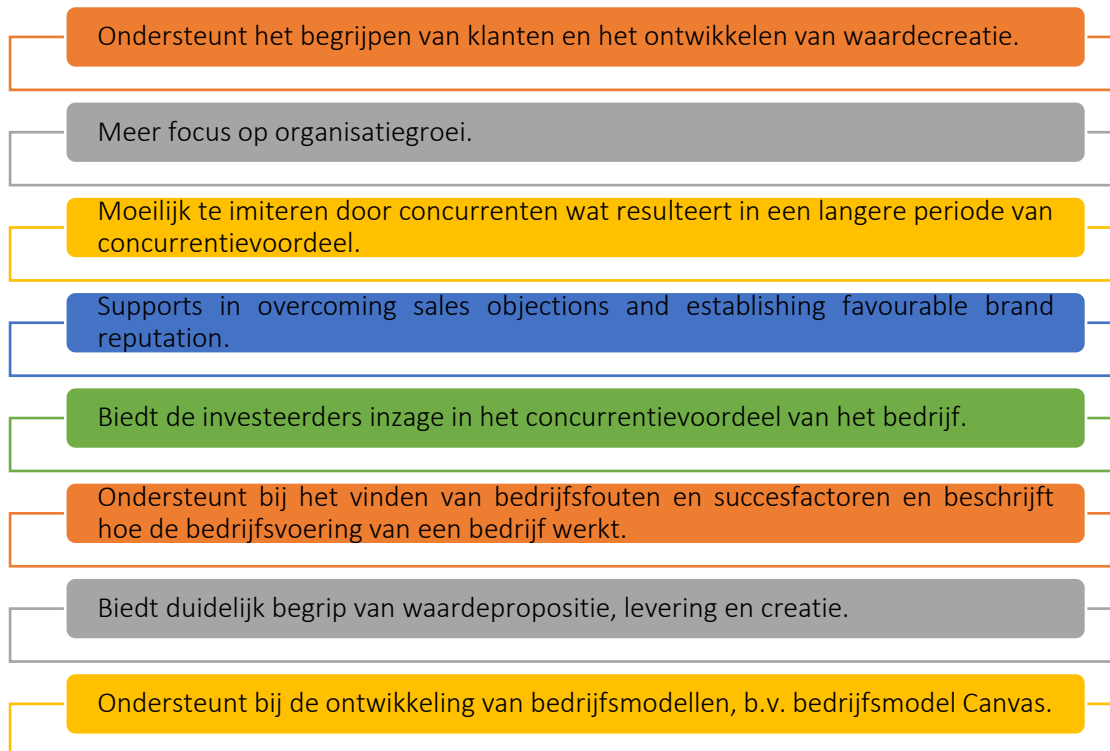 Ondersteunt het begrijpen van klanten en het ontwikkelen van waardecreatie.
Meer focus op organisatiegroei.
Moeilijk te imiteren door concurrenten wat resulteert in een langere periode van
concurrentievoordeel.
Supports in overcoming sales objections and establishing favourable brand
reputation.
Biedt de investeerders inzage in het concurrentievoordeel van het bedrijf.
Ondersteunt bij het vinden van bedrijfsfouten en succesfactoren en beschrijft
hoe de bedrijfsvoering van een bedrijf werkt.
Biedt duidelijk begrip van waardepropositie, levering en creatie.
Ondersteunt bij de ontwikkeling van bedrijfsmodellen, b.v. bedrijfsmodel Canvas.